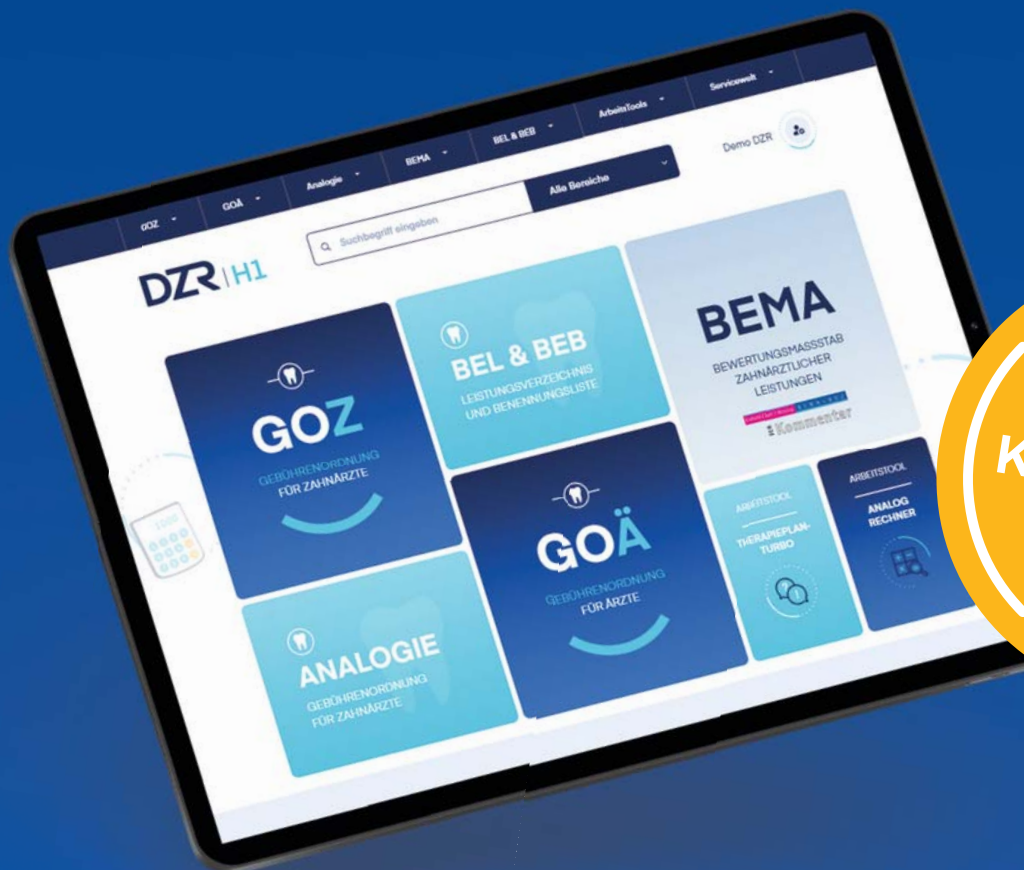 GOZ
GOÄ
Analogie
BEMA
BEL & BEB
ArbeitsTools
Servicewelt
DZR | H1
Suchbegriff eingeben
Alle Bereiche
Demo DZR
GOZ
GEBÜHRENORDNUNG
FÜR ZAHNÄRZTE
BEL & BEB
LEISTUNGSVERZEICHNIS
UND BENENNUNGSLISTE
BEMA
BEWERTUNGSMASSSTAB
ZAHNÄRZTLICHER
LEISTUNGEN
Kommentar
ANALOGIE
GEBÜHRENORDNUNG
FÜR ZAHNÄRZTE
GOÄ
GEBÜHRENORDNUNG
FÜR ÄRZTE
ARBEITSTOOL
THERAPIEPLAN-
TURBO
ARBEITSTOOL
ANALOG
RECHNER
K